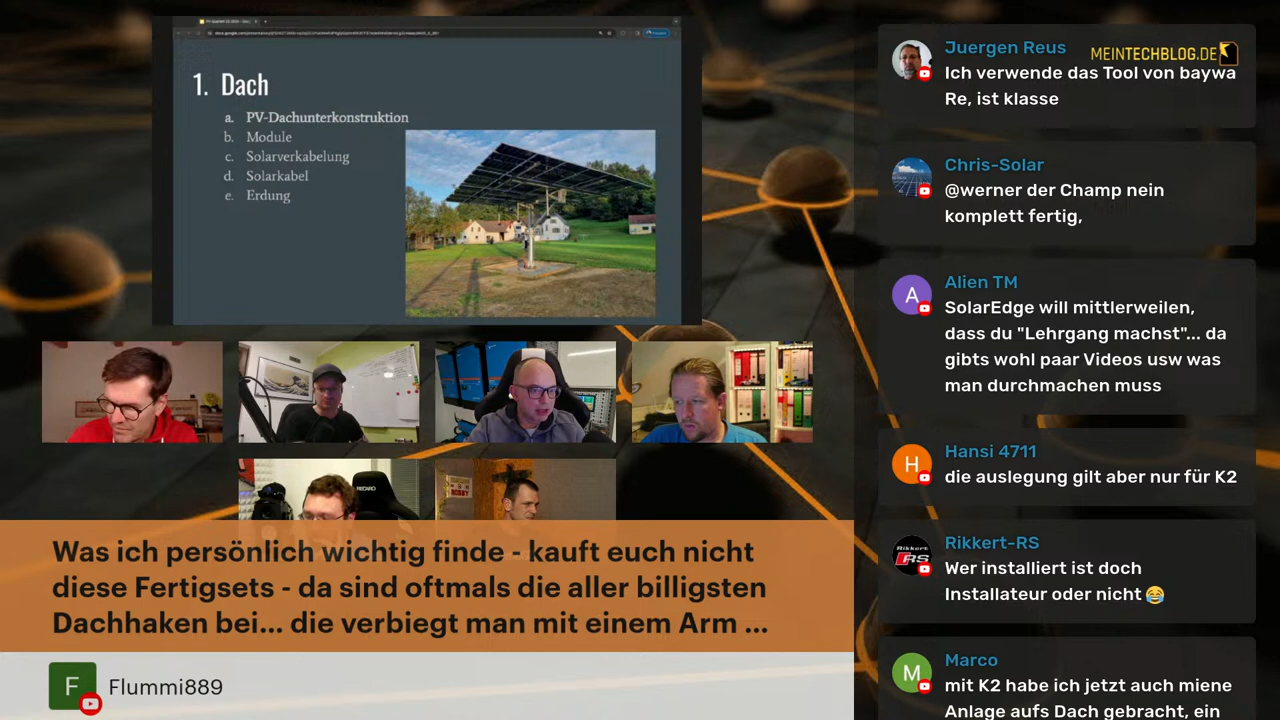 1. Dach
a. PV-Dachunterkonstruktion
b. Module
c. Solarverkabelung
d. Solarkabel
e. Erdung
RECARO
HOBBY
Was ich persönlich wichtig finde - kauft euch nicht
diese Fertigsets - da sind oftmals die aller billigsten
Dachhaken bei... die verbiegt man mit einem Arm ...
F
Flummi889
MEINTECHBLOG.DE
Juergen Reus
Ich verwende das Tool von baywa
Re, ist klasse
Chris-Solar
@werner der Champ nein
komplett fertig,
A
Alien TM
SolarEdge will mittlerweilen,
dass du "Lehrgang machst"... da
gibts wohl paar Videos usw was
man durchmachen muss
H
Hansi 4711
die auslegung gilt aber nur für K2
Rikkert
RS
Rikkert-RS
Wer installiert ist doch
Installateur oder nicht 😂
M
Marco
mit K2 habe ich jetzt auch miene
Anlage aufs Dach gebracht, ein